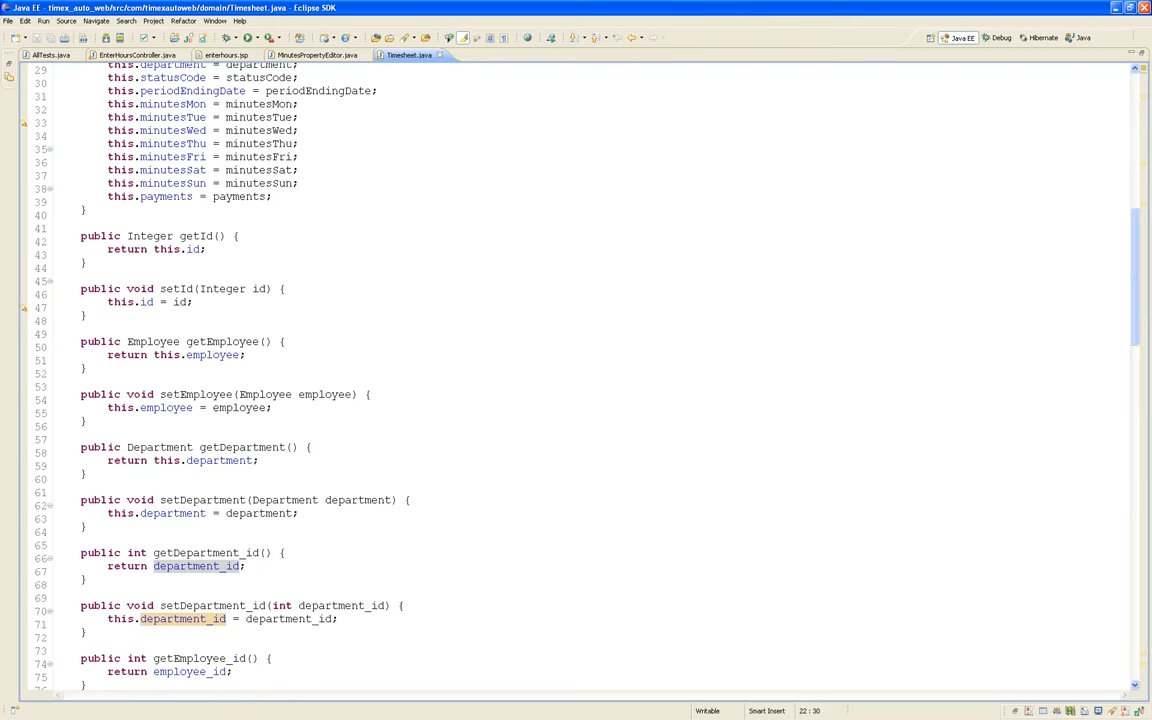 Java EE - timex_auto_web/src/com/timexautoweb/domain/Timesheet.java - Eclipse SDK
File Edit Run Source Navigate Search Project Refactor Window Help
Java EE Debug Hibernate Java
AllTests.java EnterHoursController.java enterhours.jsp MinutesPropertyEditor.java Timesheet.java
29 this.department = department;
30 this.statusCode = statusCode;
31 this.periodEndingDate = periodEndingDate;
32 this.minutesMon = minutesMon;
33 this.minutesTue = minutesTue;
34 this.minutesWed = minutesWed;
35 this.minutesThu = minutesThu;
36 this.minutesFri = minutesFri;
37 this.minutesSat = minutesSat;
38 this.minutesSun = minutesSun;
39 this.payments = payments;
40 }
41
42 public Integer getId() {
43 return this.id;
44 }
45
46 public void setId(Integer id) {
47 this.id = id;
48 }
49
50 public Employee getEmployee() {
51 return this.employee;
52 }
53
54 public void setEmployee(Employee employee) {
55 this.employee = employee;
56 }
57
58 public Department getDepartment() {
59 return this.department;
60 }
61
62 public void setDepartment(Department department) {
63 this.department = department;
64 }
65
66 public int getDepartment_id() {
67 return department_id;
68 }
69
70 public void setDepartment_id(int department_id) {
71 this.department_id = department_id;
72 }
73
74 public int getEmployee_id() {
75 return employee_id;
76 }
Writable Smart Insert 22 : 30